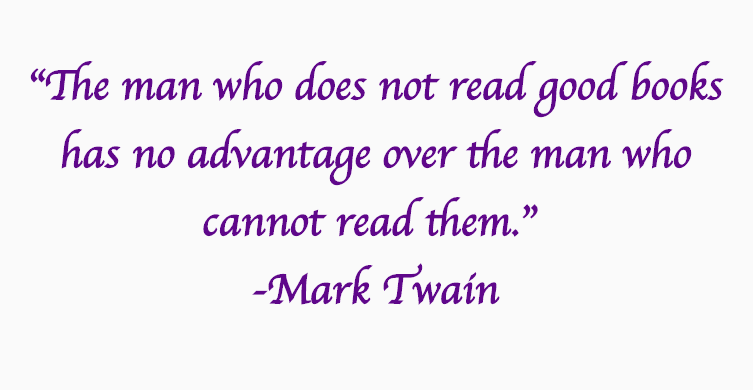 “The man who does not read good books
has no advantage over the man who
cannot read them.”
-Mark Twain